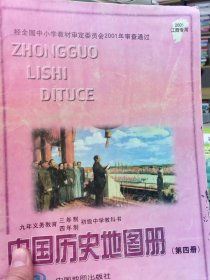 经全国中小学教材审定委员会2001年审查通过
2001
江西专用
ZHONGGUO
LISHI
DITUCE
九年义务教育 三年制 四年制 初级中学教科书
中国历史地图册 (第四册)
中国地图出版社